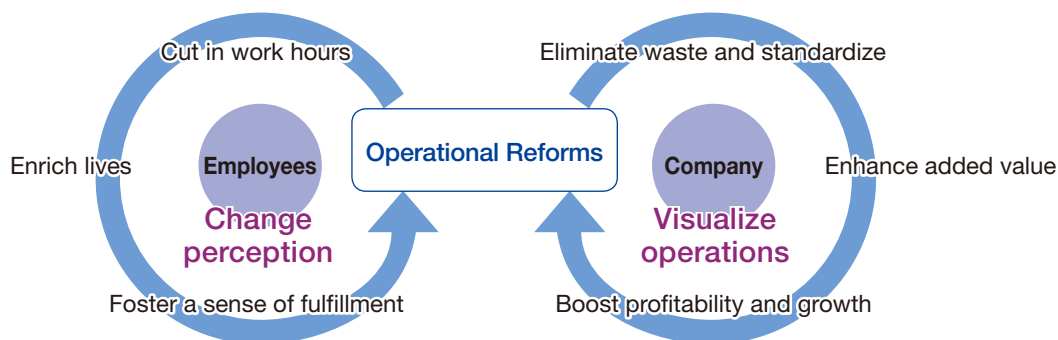 Cut in work hours
Eliminate waste and standardize
Operational Reforms
Enrich lives
Employees
Company
Enhance added value
Change
perception
Visualize
operations
Foster a sense of fulfillment
Boost profitability and growth